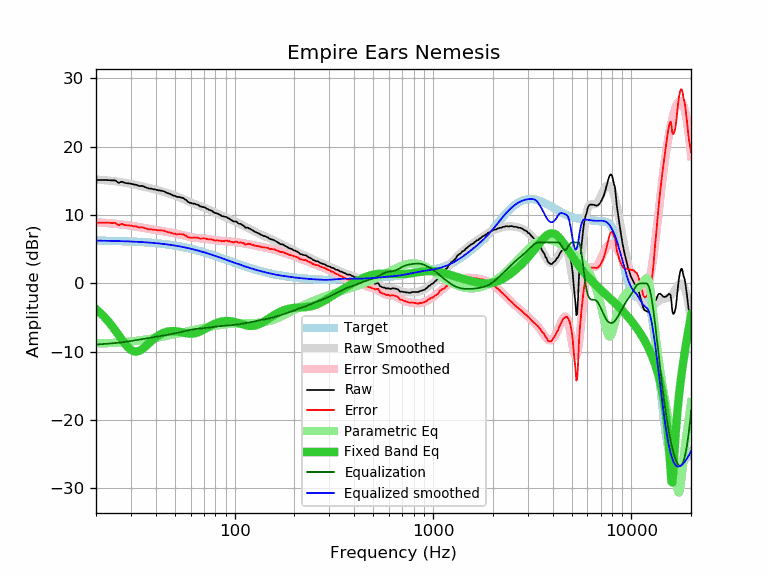 Empire Ears Nemesis
Amplitude (dBr)
30
20
10
0
−10
−20
−30
Target
Raw Smoothed
Error Smoothed
Raw
Error
Parametric Eq
Fixed Band Eq
Equalization
Equalized smoothed
100
1000
10000
Frequency (Hz)